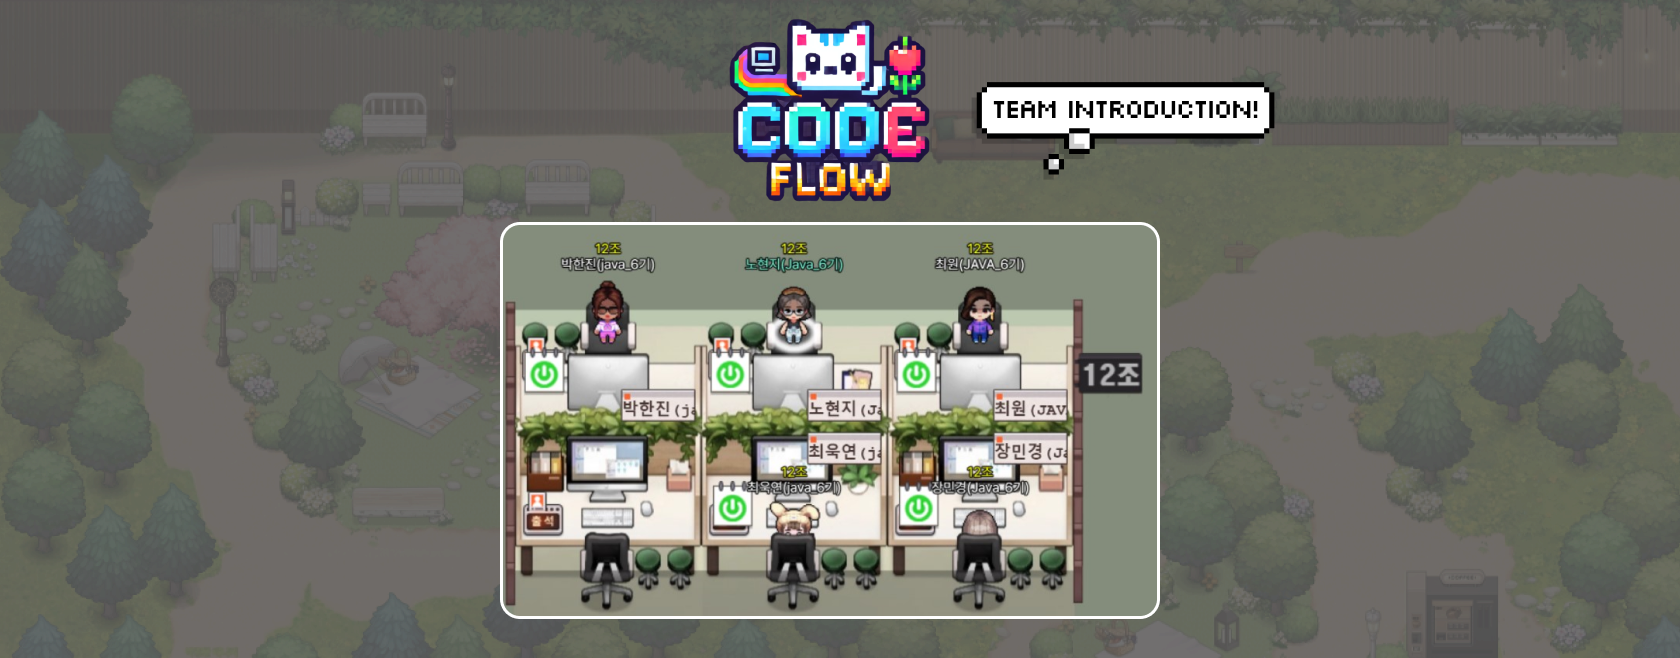 CODE
FLOW
TEAM INTRODUCTION!
12조
박한진(java_6기)
12조
노현지(Java_6기)
12조
최원(JAVA_6기)
12조
박한진(ja
노현지(Ja
최원(JAV
최욱연(ja
장민경(Ja
12조
최욱연(java_6기)
12조
장민경(Java_6기)
출석